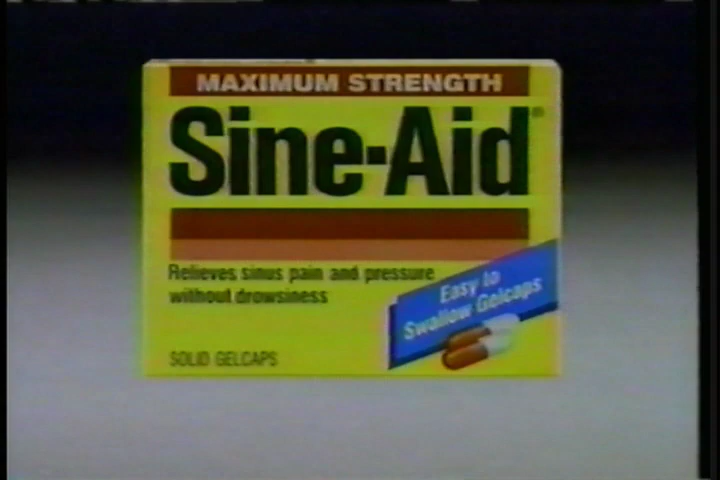 MAXIMUM STRENGTH
Sine-Aid®
Relieves sinus pain and pressure
without drowsiness
Easy to
Swallow Gelcaps
SOLID GELCAPS